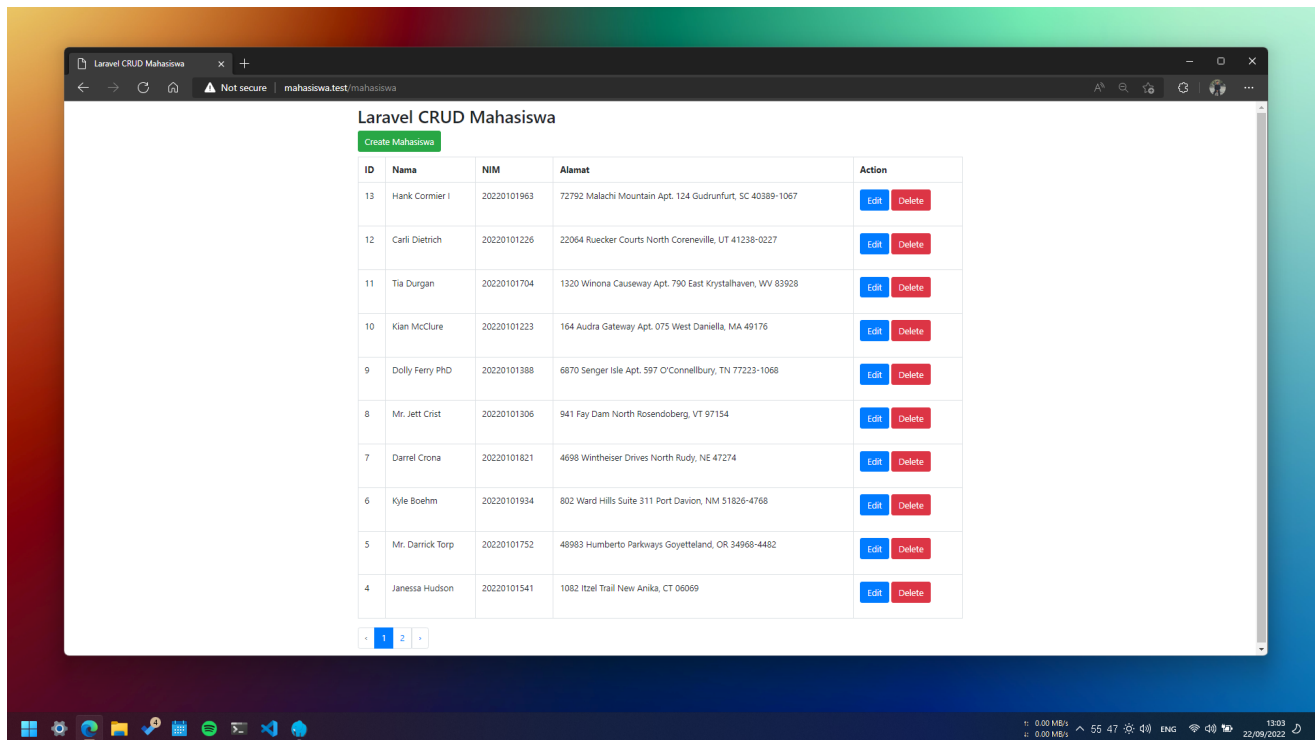 Laravel CRUD Mahasiswa
Not secure mahasiswa.test/mahasiswa
Laravel CRUD Mahasiswa
Create Mahasiswa
ID Nama NIM Alamat Action
13 Hank Cormier I 20220101963 72792 Malachi Mountain Apt. 124 Gudrunfurt, SC 40389-1067 Edit Delete
12 Carli Dietrich 20220101226 22064 Ruecker Courts North Coreneville, UT 41238-0227 Edit Delete
11 Tia Durgan 20220101704 1320 Winona Causeway Apt. 790 East Krystalhaven, WV 83928 Edit Delete
10 Kian McClure 20220101223 164 Audra Gateway Apt. 075 West Daniella, MA 49176 Edit Delete
9 Dolly Ferry PhD 20220101388 6870 Senger Isle Apt. 597 O'Connellbury, TN 77223-1068 Edit Delete
8 Mr. Jett Crist 20220101306 941 Fay Dam North Rosendoberg, VT 97154 Edit Delete
7 Darrel Crona 20220101821 4698 Wintheiser Drives North Rudy, NE 47274 Edit Delete
6 Kyle Boehm 20220101934 802 Ward Hills Suite 311 Port Davion, NM 51826-4768 Edit Delete
5 Mr. Darrick Torp 20220101752 48983 Humberto Parkways Goyetteland, OR 34968-4482 Edit Delete
4 Janessa Hudson 20220101541 1082 Itzel Trail New Anika, CT 06069 Edit Delete
‹ 1 2 ›
4
0.00 MB/s
0.00 MB/s
55 47 ENG
13:03
22/09/2022